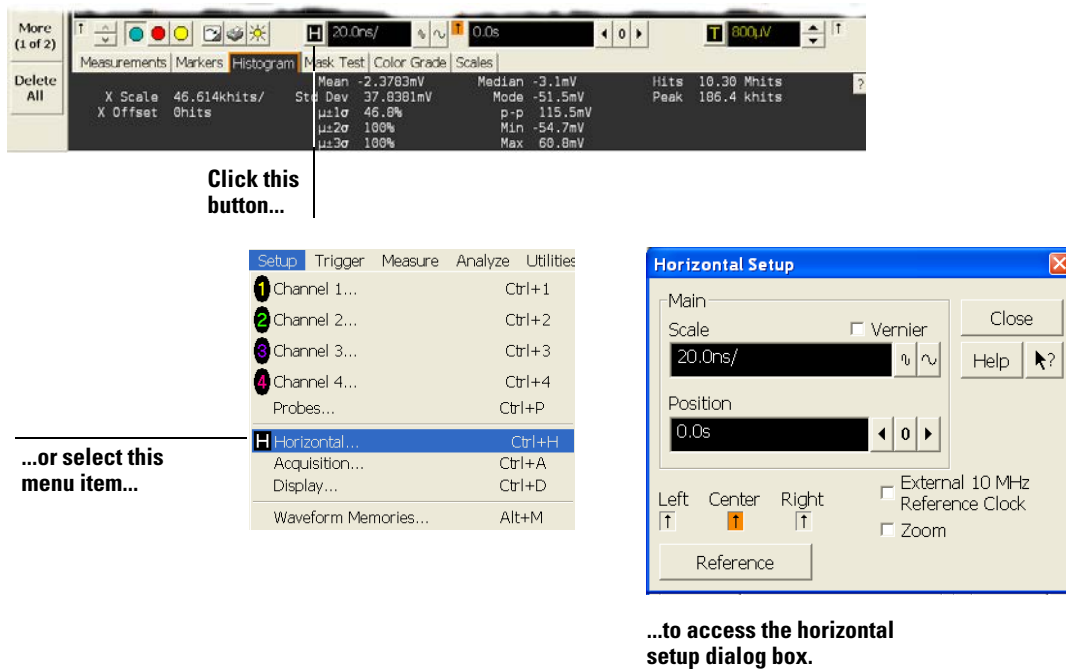 More
(1 of 2)
H 20.0ns/ 0.0s 0 T 800µV
Measurements Markers Histogram Mask Test Color Grade Scales
Delete
All
Mean -2.3783mV Median -3.1mV Hits 10.30 Mhits ?
X Scale 46.614khits/ Std Dev 37.8381mV Mode -51.5mV Peak 186.4 khits
X Offset 0hits µ±1σ 46.8% p-p 115.5mV
µ±2σ 100% Min -54.7mV
µ±3σ 100% Max 60.8mV
Click this
button...
Setup Trigger Measure Analyze Utilities
1 Channel 1... Ctrl+1
2 Channel 2... Ctrl+2
3 Channel 3... Ctrl+3
4 Channel 4... Ctrl+4
Probes... Ctrl+P
H Horizontal... Ctrl+H
Acquisition... Ctrl+A
Display... Ctrl+D
Waveform Memories... Alt+M
...or select this
menu item...
Horizontal Setup
Main
Scale Vernier
20.0ns/
Position
0.0s 0
Close
Help ?
Left Center Right
External 10 MHz
Reference Clock
Zoom
Reference
...to access the horizontal
setup dialog box.